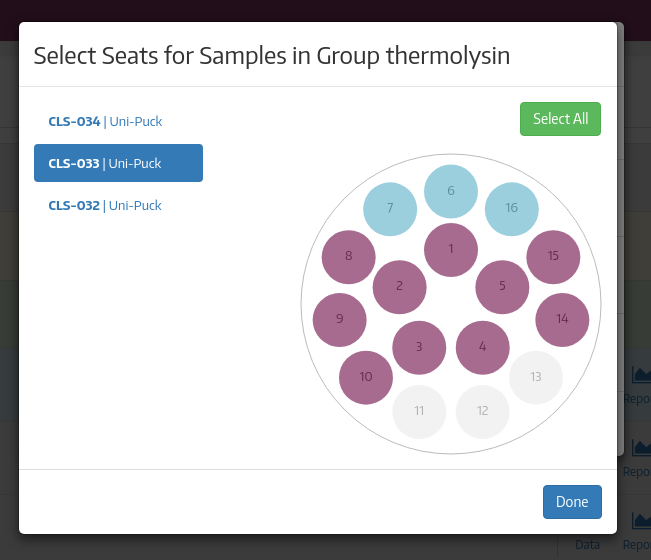 Select Seats for Samples in Group thermolysin
CLS-034 | Uni-Puck
CLS-033 | Uni-Puck
CLS-032 | Uni-Puck
Select All
6
7
16
1
8
15
2
5
9
14
3
4
10
13
11
12
Done
Repo
Repo
Data
Repo